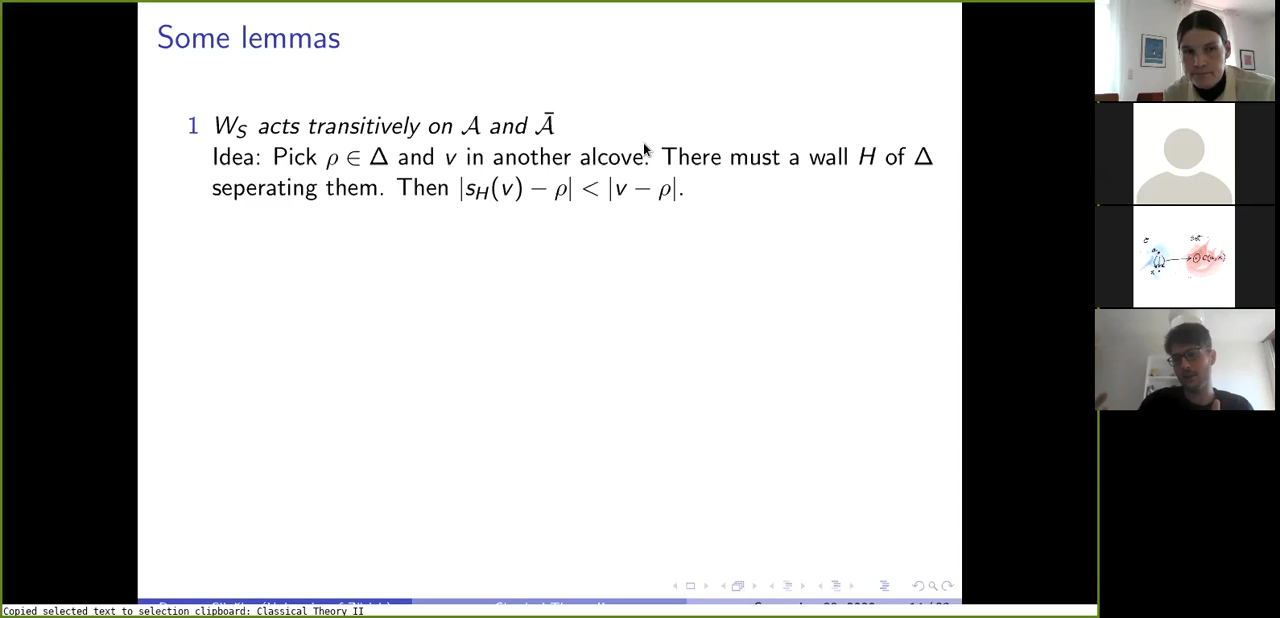 Some lemmas
1 W_S acts transitively on 𝒜 and 𝒜̄
Idea: Pick ρ ∈ Δ and v in another alcove. There must a wall H of Δ
seperating them. Then |s_H(v) − ρ| < |v − ρ|.
Copied selected text to selection clipboard: Classical Theory II